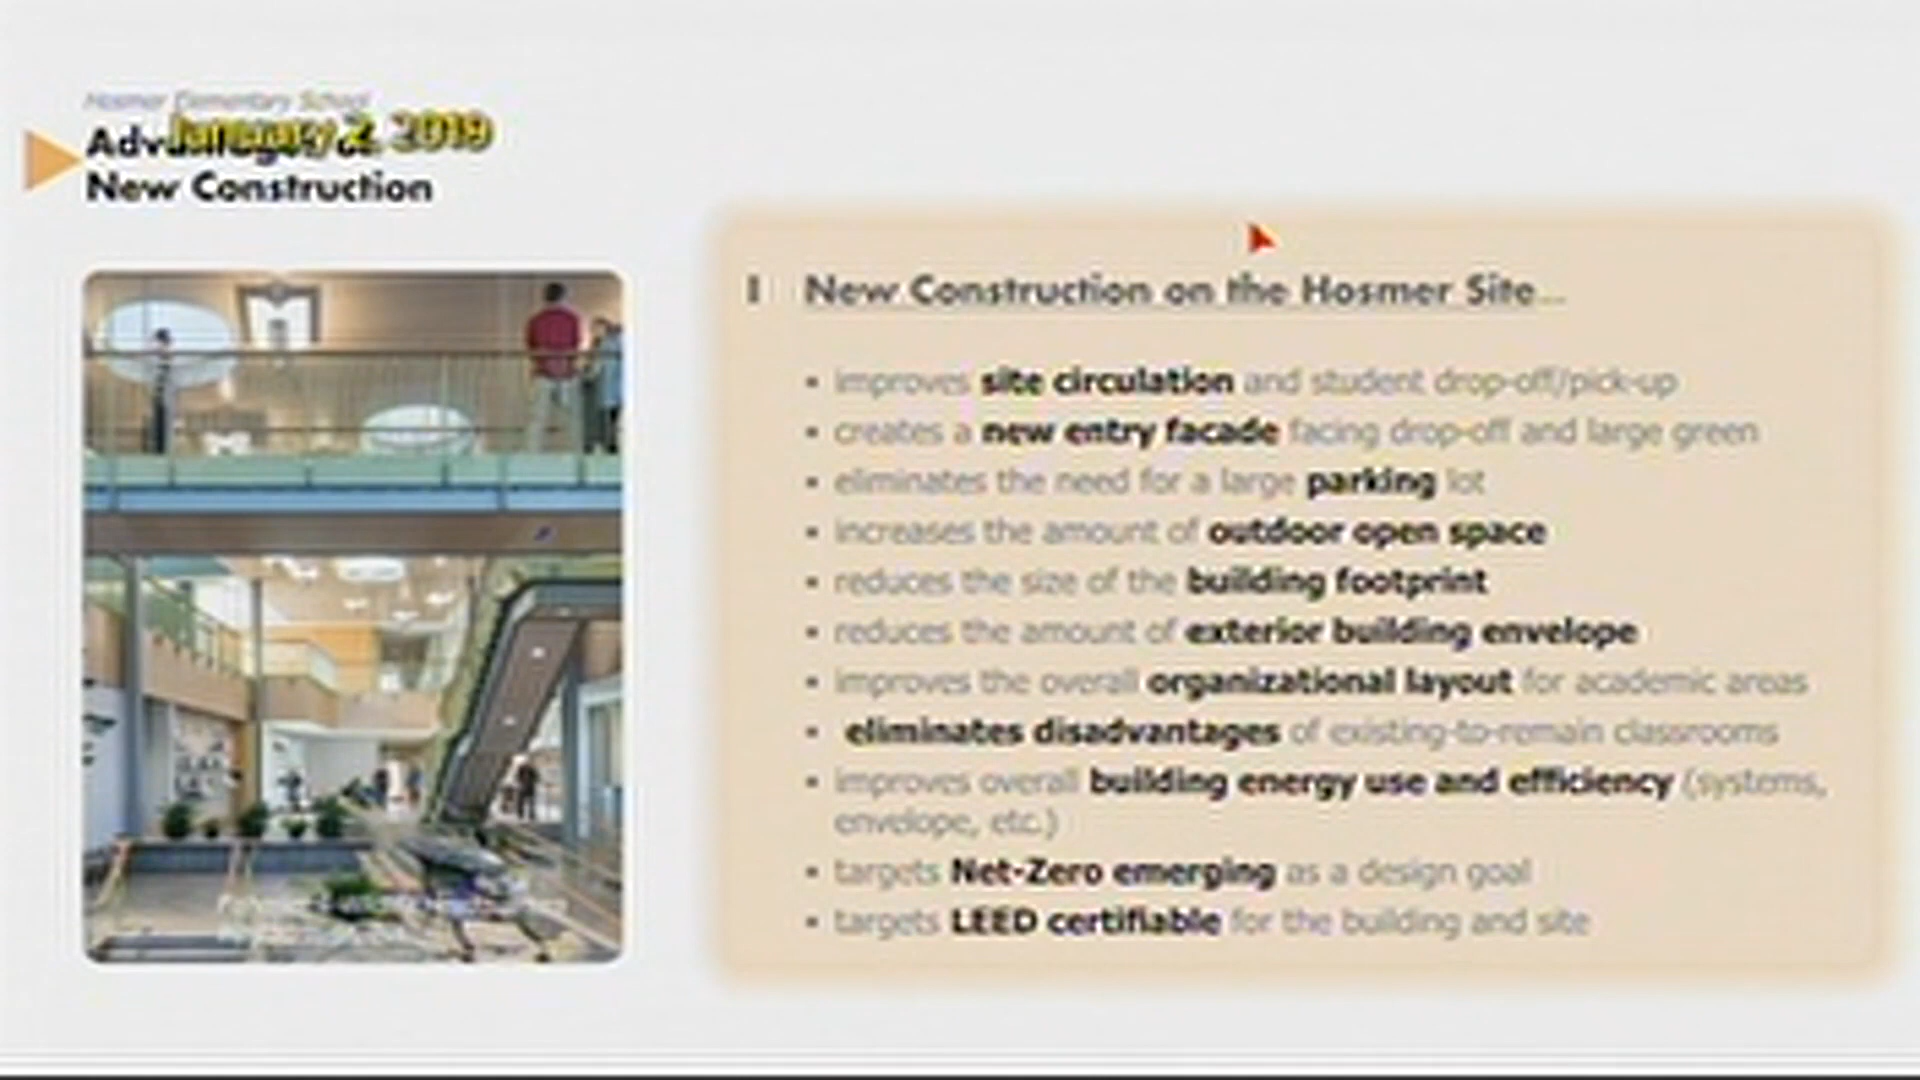 Hosmer Elementary School
January 2, 2019
New Construction
I New Construction on the Hosmer Site...
• improves site circulation and student drop-off/pick-up
• creates a new entry facade facing drop-off and large green
• eliminates the need for a large parking lot
• increases the amount of outdoor open space
• reduces the size of the building footprint
• reduces the amount of exterior building envelope
• improves the overall organizational layout for academic areas
• eliminates disadvantages of existing-to-remain classrooms
• improves overall building energy use and efficiency (systems,
envelope, etc.)
• targets Net-Zero emerging as a design goal
• targets LEED certifiable for the building and site